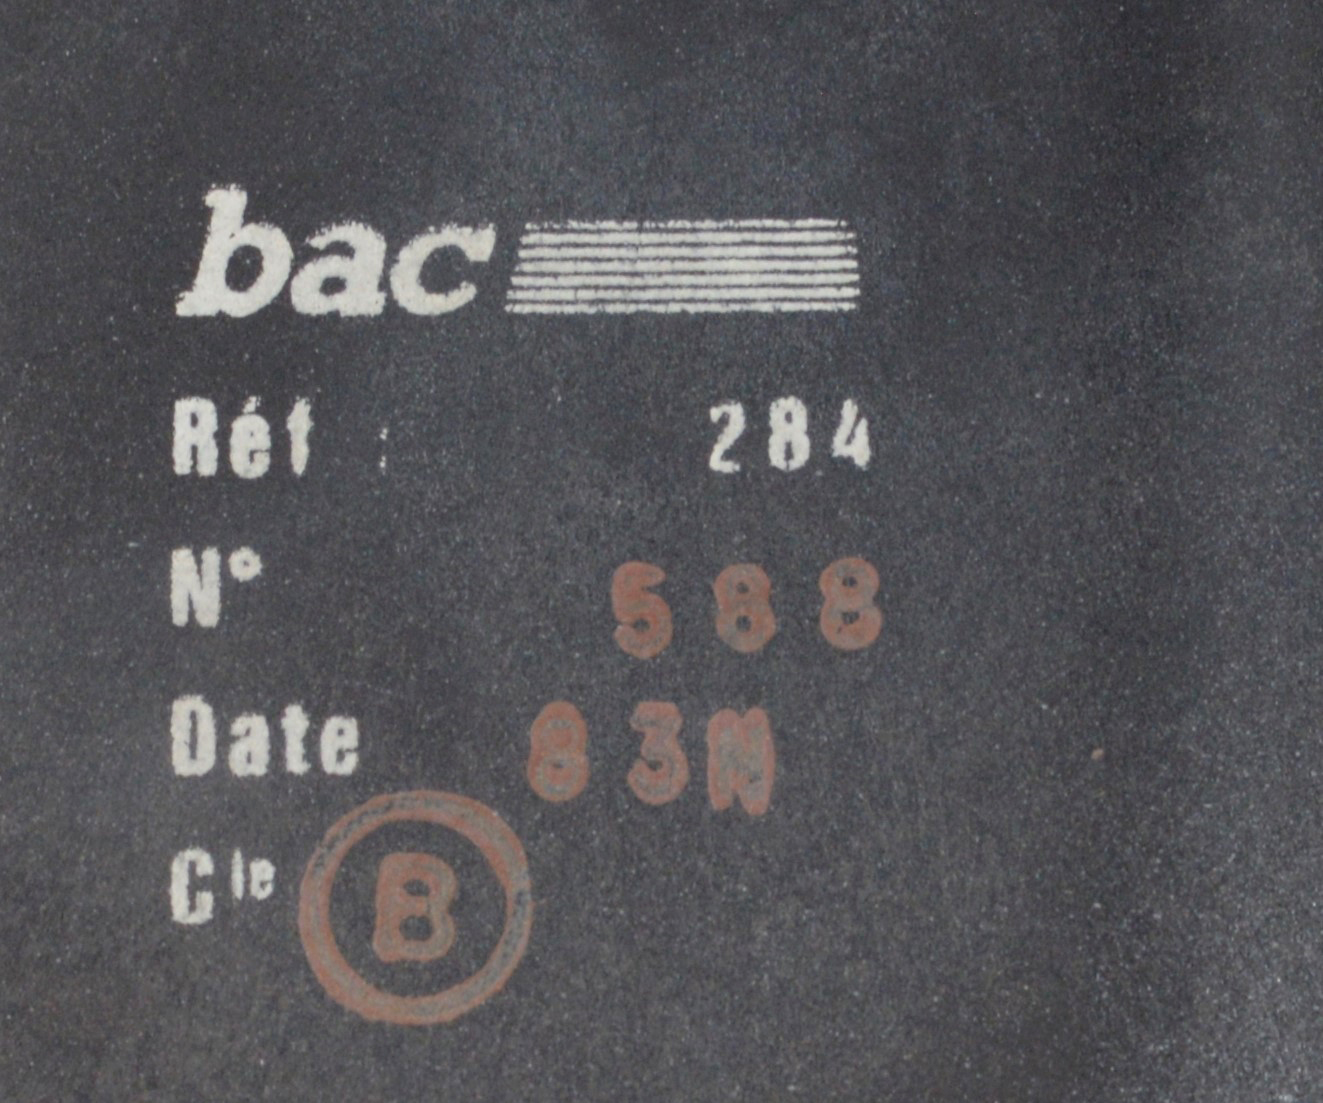 bac
Réf : 284
N° 588
Date 83N
Cie B